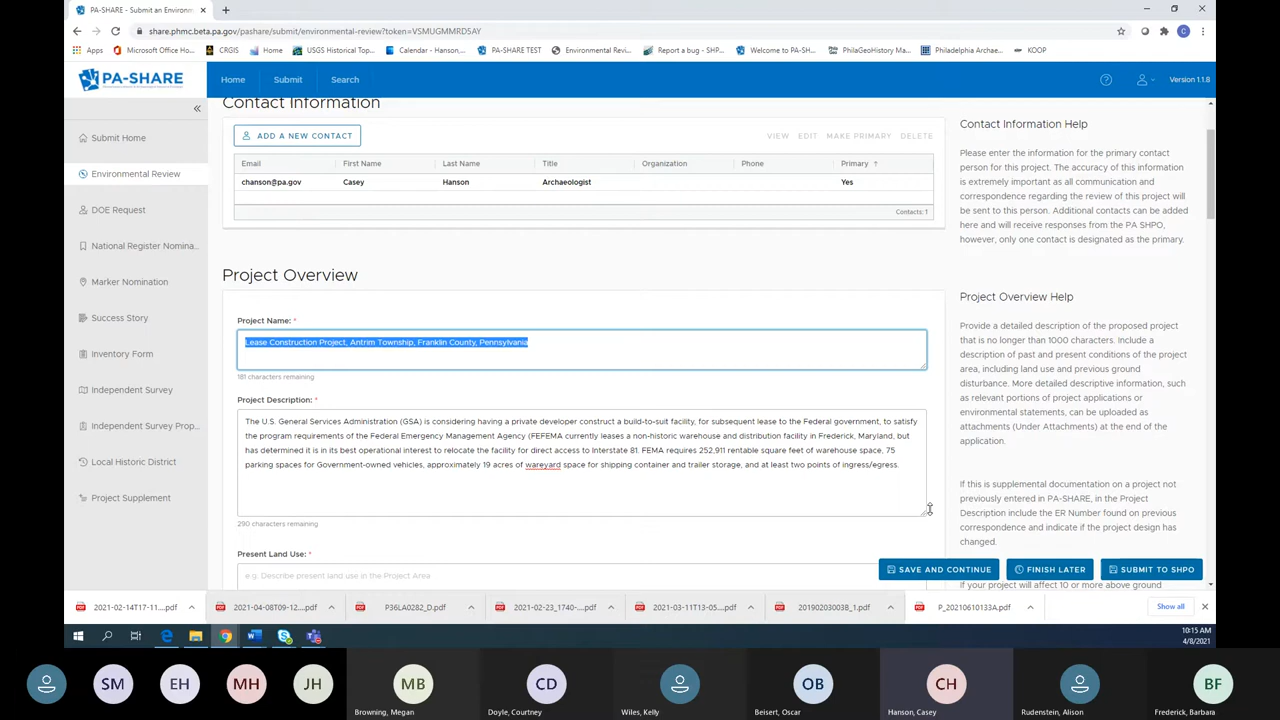 PA-SHARE - Submit an Environm
share.phmc.beta.pa.gov/pashare/submit/environmental-review?token=VSMUGMMRD5AY
Apps
Microsoft Office Ho...
CRGIS
Home
USGS Historical Top...
Calendar - Hanson,...
PA-SHARE TEST
Environmental Revi...
Report a bug - SHP...
Welcome to PA-SH...
PhilaGeoHistory Ma...
Philadelphia Archae...
KOOP
PA-SHARE
Home
Submit
Search
Version 1.1.8
Submit Home
Environmental Review
DOE Request
National Register Nomina...
Marker Nomination
Success Story
Inventory Form
Independent Survey
Independent Survey Prop...
Local Historic District
Project Supplement
Contact Information
ADD A NEW CONTACT
VIEW EDIT MAKE PRIMARY DELETE
Email First Name Last Name Title Organization Phone Primary
chanson@pa.gov Casey Hanson Archaeologist Yes
Contacts: 1
Project Overview
Project Name: *
Lease Construction Project, Antrim Township, Franklin County, Pennsylvania
181 characters remaining
Project Description: *
The U.S. General Services Administration (GSA) is considering having a private developer construct a build-to-suit facility, for subsequent lease to the Federal government, to satisfy
the program requirements of the Federal Emergency Management Agency (FEFEMA currently leases a non-historic warehouse and distribution facility in Frederick, Maryland, but
has determined it is in its best operational interest to relocate the facility for direct access to Interstate 81. FEMA requires 252,911 rentable square feet of warehouse space, 75
parking spaces for Government-owned vehicles, approximately 19 acres of wareyard space for shipping container and trailer storage, and at least two points of ingress/egress.
290 characters remaining
Present Land Use: *
e.g. Describe present land use in the Project Area
Contact Information Help
Please enter the information for the primary contact
person for this project. The accuracy of this information
is extremely important as all communication and
correspondence regarding the review of this project will
be sent to this person. Additional contacts can be added
here and will receive responses from the PA SHPO,
however, only one contact is designated as the primary.
Project Overview Help
Provide a detailed description of the proposed project
that is no longer than 1000 characters. Include a
description of past and present conditions of the project
area, including land use and previous ground
disturbance. More detailed descriptive information, such
as relevant portions of project applications or
environmental statements, can be uploaded as
attachments (Under Attachments) at the end of the
application.
If this is supplemental documentation on a project not
previously entered in PA-SHARE, in the Project
Description include the ER Number found on previous
correspondence and indicate if the project design has
changed.
If your project will affect 10 or more above ground
SAVE AND CONTINUE
FINISH LATER
SUBMIT TO SHPO
2021-02-14T17-11....pdf
2021-04-08T09-12....pdf
P36LA0282_D.pdf
2021-02-23_1740-....pdf
2021-03-11T13-05....pdf
201902030038_1.pdf
P_20210610133A.pdf
Show all
10:15 AM
4/8/2021
SM
EH
MH
JH
MB
CD
OB
CH
BF
Browning, Megan
Doyle, Courtney
Wiles, Kelly
Beisert, Oscar
Hanson, Casey
Rudenstein, Alison
Frederick, Barbara